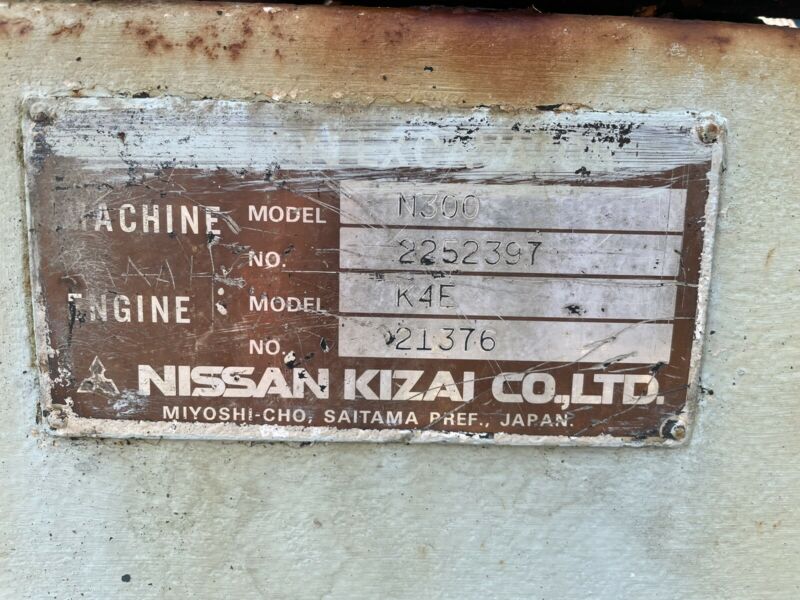 MACHINE MODEL N300
NO. 2252397
ENGINE MODEL K4E
NO. 21376
NISSAN KIZAI CO.,LTD.
MIYOSHI-CHO, SAITAMA PREF., JAPAN.